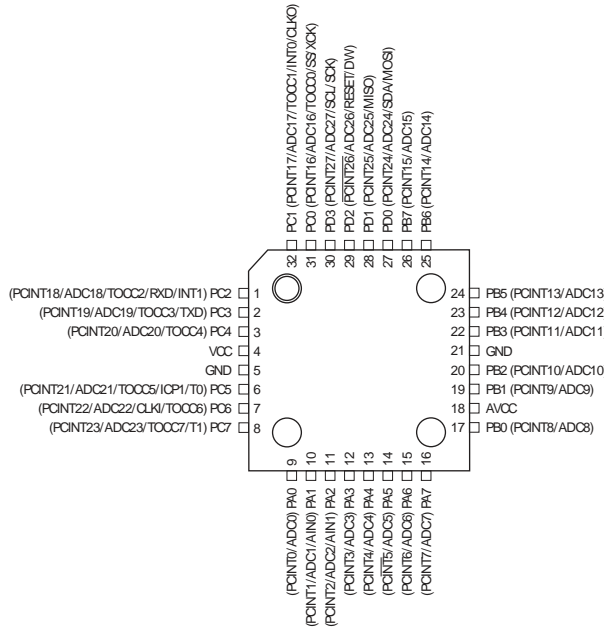 PC1 (PCINT17/ADC17/TOCC1/INT0/CLKO)
PC0 (PCINT16/ADC16/TOCC0/SS/XCK)
PD3 (PCINT27/ADC27/SCL/SCK)
PD2 (PCINT26/ADC26/RESET/DW)
PD1 (PCINT25/ADC25/MISO)
PD0 (PCINT24/ADC24/SDA/MOSI)
PB7 (PCINT15/ADC15)
PB6 (PCINT14/ADC14)
32 31 30 29 28 27 26 25
(PCINT18/ADC18/TOCC2/RXD/INT1) PC2 1
(PCINT19/ADC19/TOCC3/TXD) PC3 2
(PCINT20/ADC20/TOCC4) PC4 3
VCC 4
GND 5
(PCINT21/ADC21/TOCC5/ICP1/T0) PC5 6
(PCINT22/ADC22/CLKI/TOCC6) PC6 7
(PCINT23/ADC23/TOCC7/T1) PC7 8
24 PB5 (PCINT13/ADC13
23 PB4 (PCINT12/ADC12
22 PB3 (PCINT11/ADC11
21 GND
20 PB2 (PCINT10/ADC10
19 PB1 (PCINT9/ADC9)
18 AVCC
17 PB0 (PCINT8/ADC8)
9 10 11 12 13 14 15 16
(PCINT0/ADC0) PA0
(PCINT1/ADC1/AIN0) PA1
(PCINT2/ADC2/AIN1) PA2
(PCINT3/ADC3) PA3
(PCINT4/ADC4) PA4
(PCINT5/ADC5) PA5
(PCINT6/ADC6) PA6
(PCINT7/ADC7) PA7